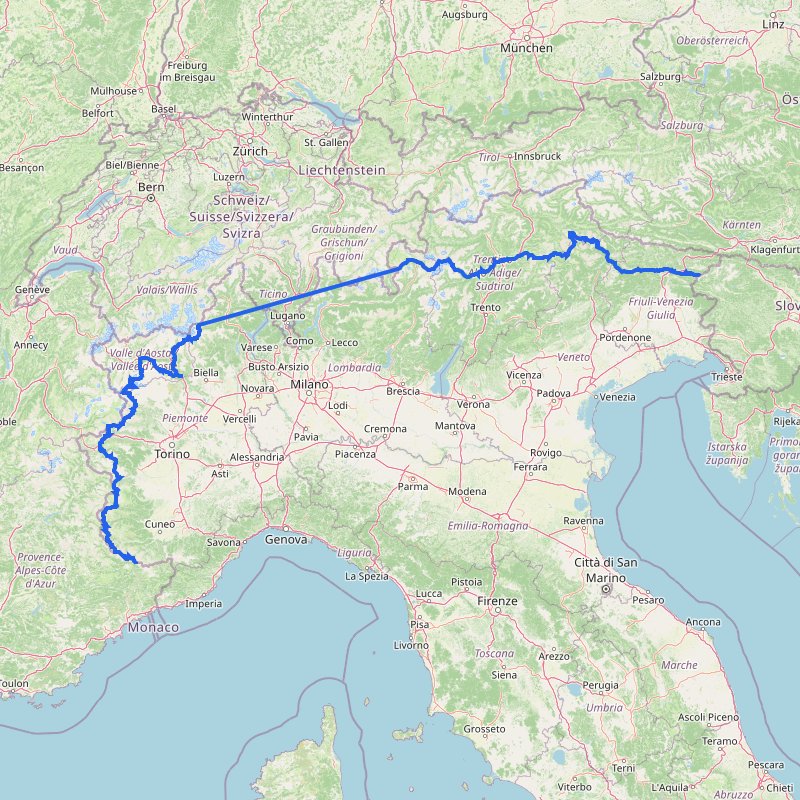 Augsburg
München
Linz
Oberösterreich
Freiburg
im Breisgau
Salzburg
Mulhouse
Belfort
Basel
Winterthur
Zürich
St. Gallen
Salzburg
Besançon
Biel/Bienne
Bern
Luzern
Liechtenstein
Tirol
Innsbruck
Schweiz/
Suisse/Svizzera/
Svizra
Graubünden/
Grischun/
Grigioni
Kärnten
Klagenfurt
Vaud
Genève
Valais/Wallis
Ticino
Lugano
Südtirol
Trento
Friuli-Venezia
Giulia
Pordenone
Annecy
Valle d'Aosta
Biella
Varese
Como
Lecco
Busto Arsizio
Lombardia
Milano
Novara
Vercelli
Piemonte
Torino
Brescia
Veneto
Vicenza
Padova
Verona
Venezia
Trieste
Rijeka
Istarska
županija
Lodi
Pavia
Cremona
Mantova
Rovigo
Piacenza
Ferrara
Asti
Alessandria
Parma
Modena
Ravenna
Cuneo
Savona
Genova
Emilia-Romagna
Liguria
La Spezia
Imperia
Provence-
Alpes-Côte
d'Azur
Monaco
Toulon
Città di San
Marino
Pesaro
Ancona
Lucca
Pistoia
Firenze
Pisa
Livorno
Toscana
Arezzo
Siena
Marche
Perugia
Umbria
Grosseto
Ascoli Piceno
Teramo
Terni
Pescara
Viterbo
L'Aquila
Chieti
Abruzzo